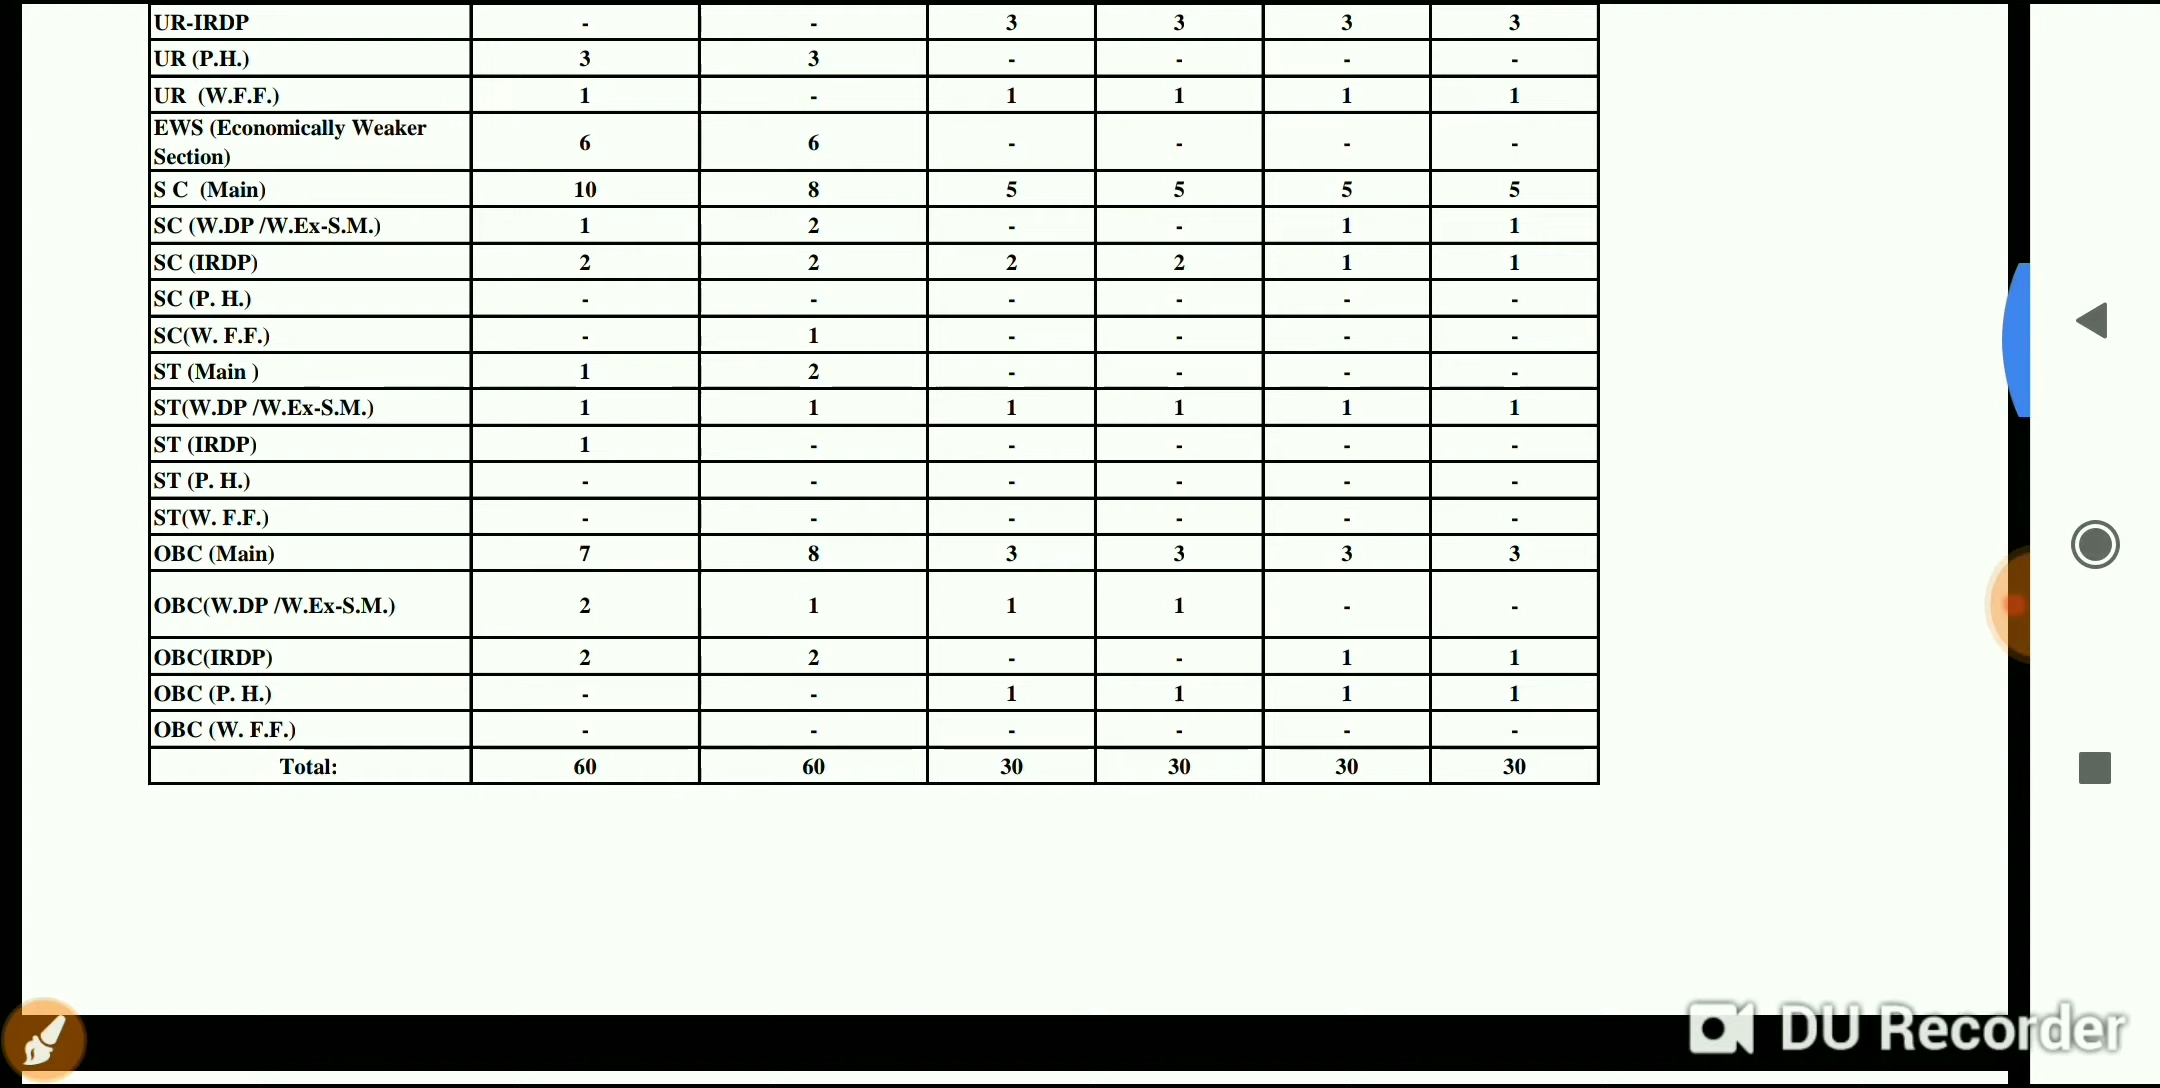 UR-IRDP - - 3 3 3 3
UR (P.H.) 3 3 - - - -
UR (W.F.F.) 1 - 1 1 1 1
EWS (Economically Weaker
Section) 6 6 - - - -
S C (Main) 10 8 5 5 5 5
SC (W.DP /W.Ex-S.M.) 1 2 - - 1 1
SC (IRDP) 2 2 2 2 1 1
SC (P. H.) - - - - - -
SC(W. F.F.) - 1 - - - -
ST (Main ) 1 2 - - - -
ST(W.DP /W.Ex-S.M.) 1 1 1 1 1 1
ST (IRDP) 1 - - - - -
ST (P. H.) - - - - - -
ST(W. F.F.) - - - - - -
OBC (Main) 7 8 3 3 3 3
OBC(W.DP /W.Ex-S.M.) 2 1 1 1 - -
OBC(IRDP) 2 2 - - 1 1
OBC (P. H.) - - 1 1 1 1
OBC (W. F.F.) - - - - - -
Total: 60 60 30 30 30 30
DU Recorder